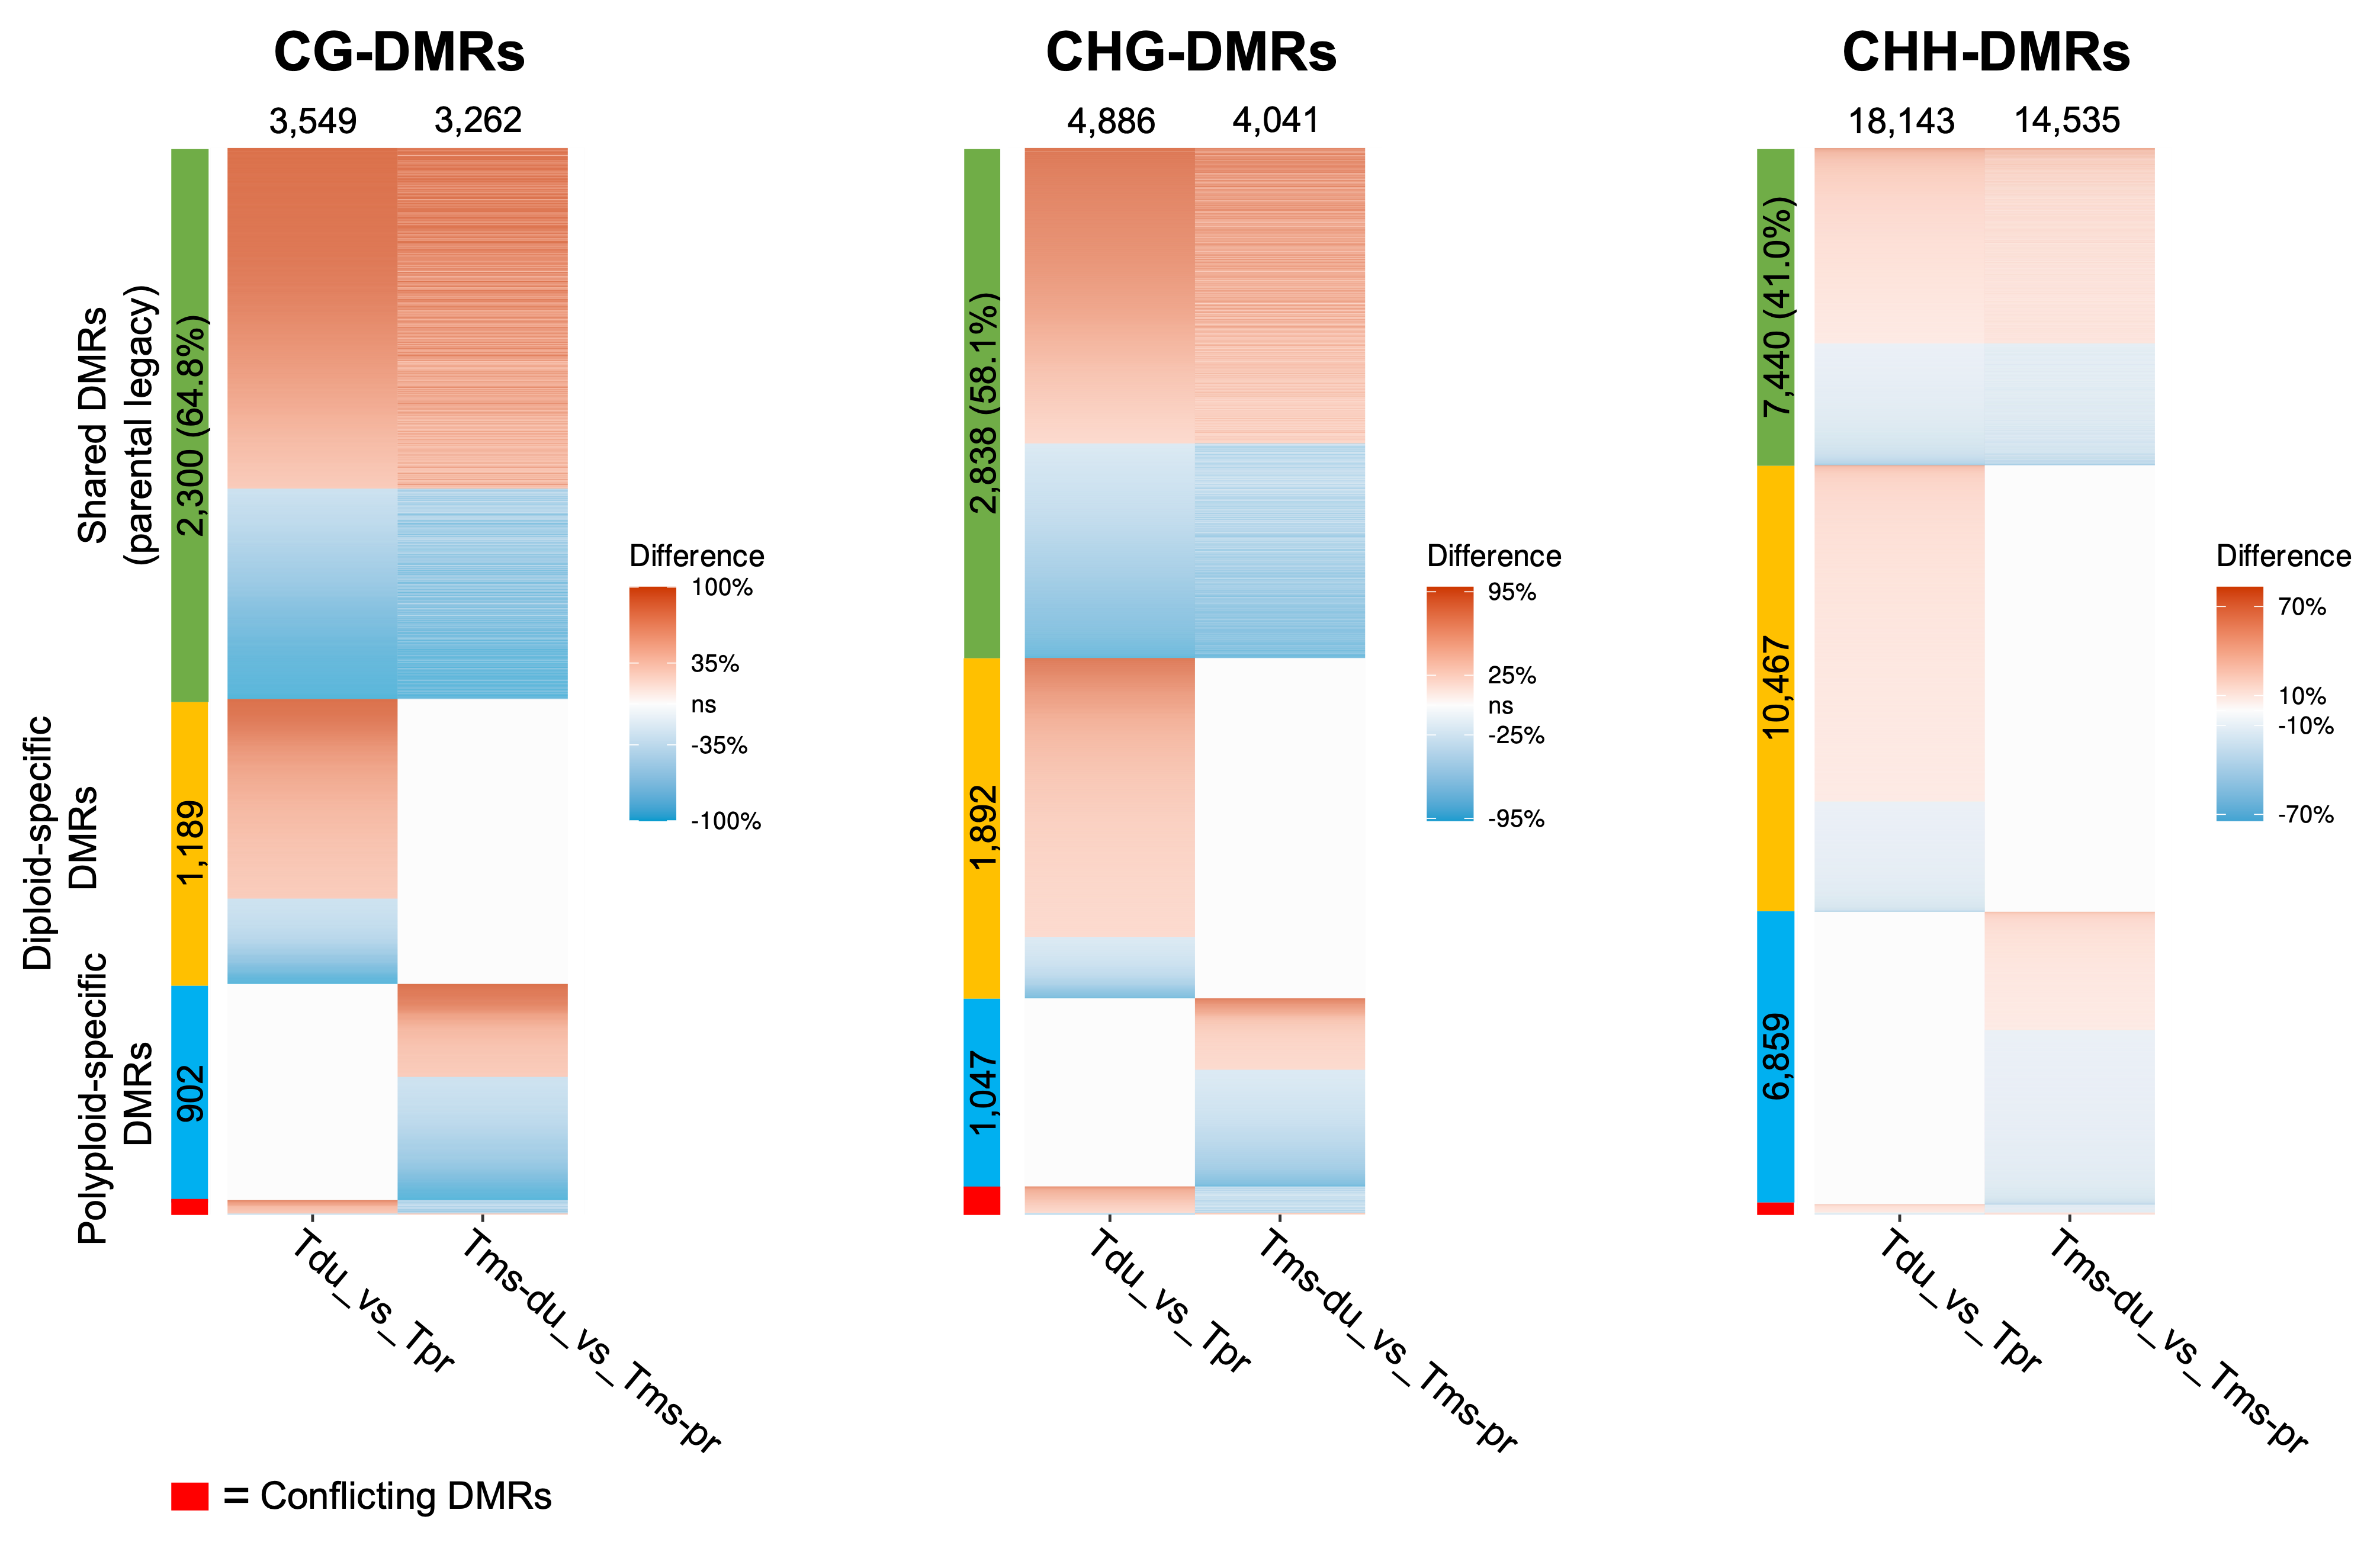 CG-DMRs
CHG-DMRs
CHH-DMRs
3,549
3,262
4,886
4,041
18,143
14,535
Shared DMRs
(parental legacy)
2,300 (64.8%)
2,838 (58.1%)
7,440 (41.0%)
Diploid-specific
DMRs
1,189
1,892
10,467
Polyploid-specific
DMRs
902
1,047
6,859
Difference
100%
35%
ns
-35%
-100%
Difference
95%
25%
ns
-25%
-95%
Difference
70%
10%
-10%
-70%
Tdu_vs_Tpr
Tms-du_vs_Tms-pr
Tdu_vs_Tpr
Tms-du_vs_Tms-pr
Tdu_vs_Tpr
Tms-du_vs_Tms-pr
= Conflicting DMRs